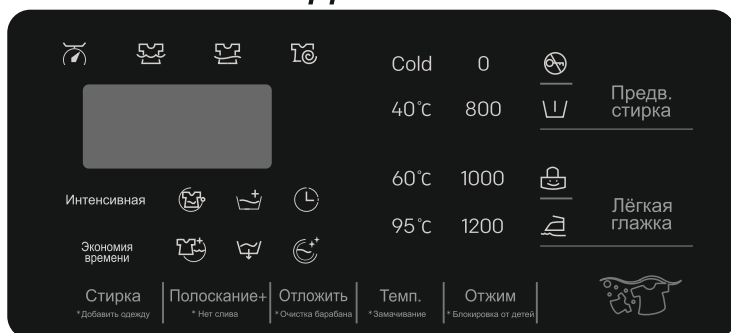 Cold 0
40°C 800
Предв.
стирка
60°C 1000
Интенсивная
95°C 1200
Лёгкая
глажка
Экономия
времени
Стирка Полоскание+ Отложить Темп. Отжим
*Добавить одежду * Нет слива *Очистка барабана *Замачивание * Блокировка от детей